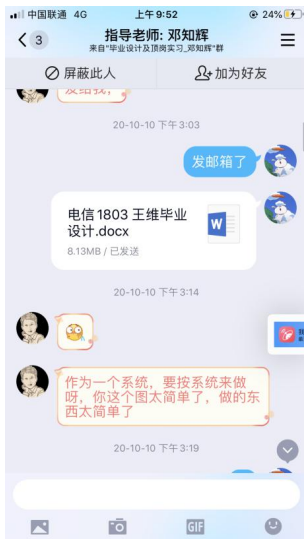 中国联通 4G 上午9:52 24%
3 指导老师: 邓知辉
来自"毕业设计及顶岗实习_邓知辉"群
屏蔽此人 加为好友
发给我，
20-10-10 下午3:03
发邮箱了
电信1803 王维毕业
设计.docx
W
8.13MB / 已发送
20-10-10 下午3:14
作为一个系统，要按系统来做
呀，你这个图太简单了，做的东
西太简单了
20-10-10 下午3:19
GIF